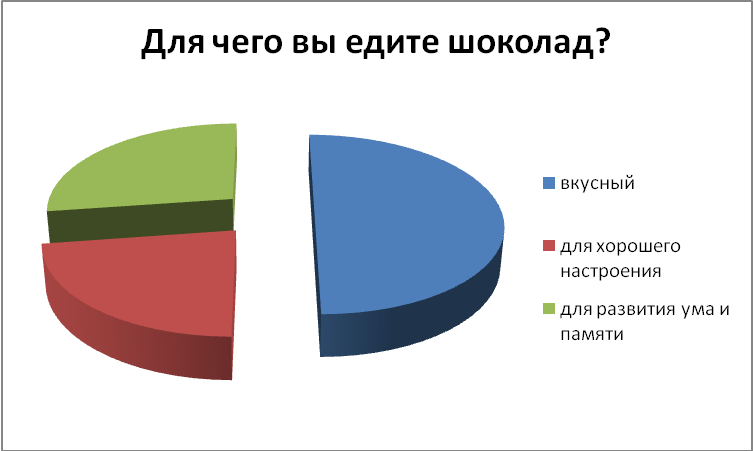 Для чего вы едите шоколад?
вкусный
для хорошего
настроения
для развития ума и
памяти